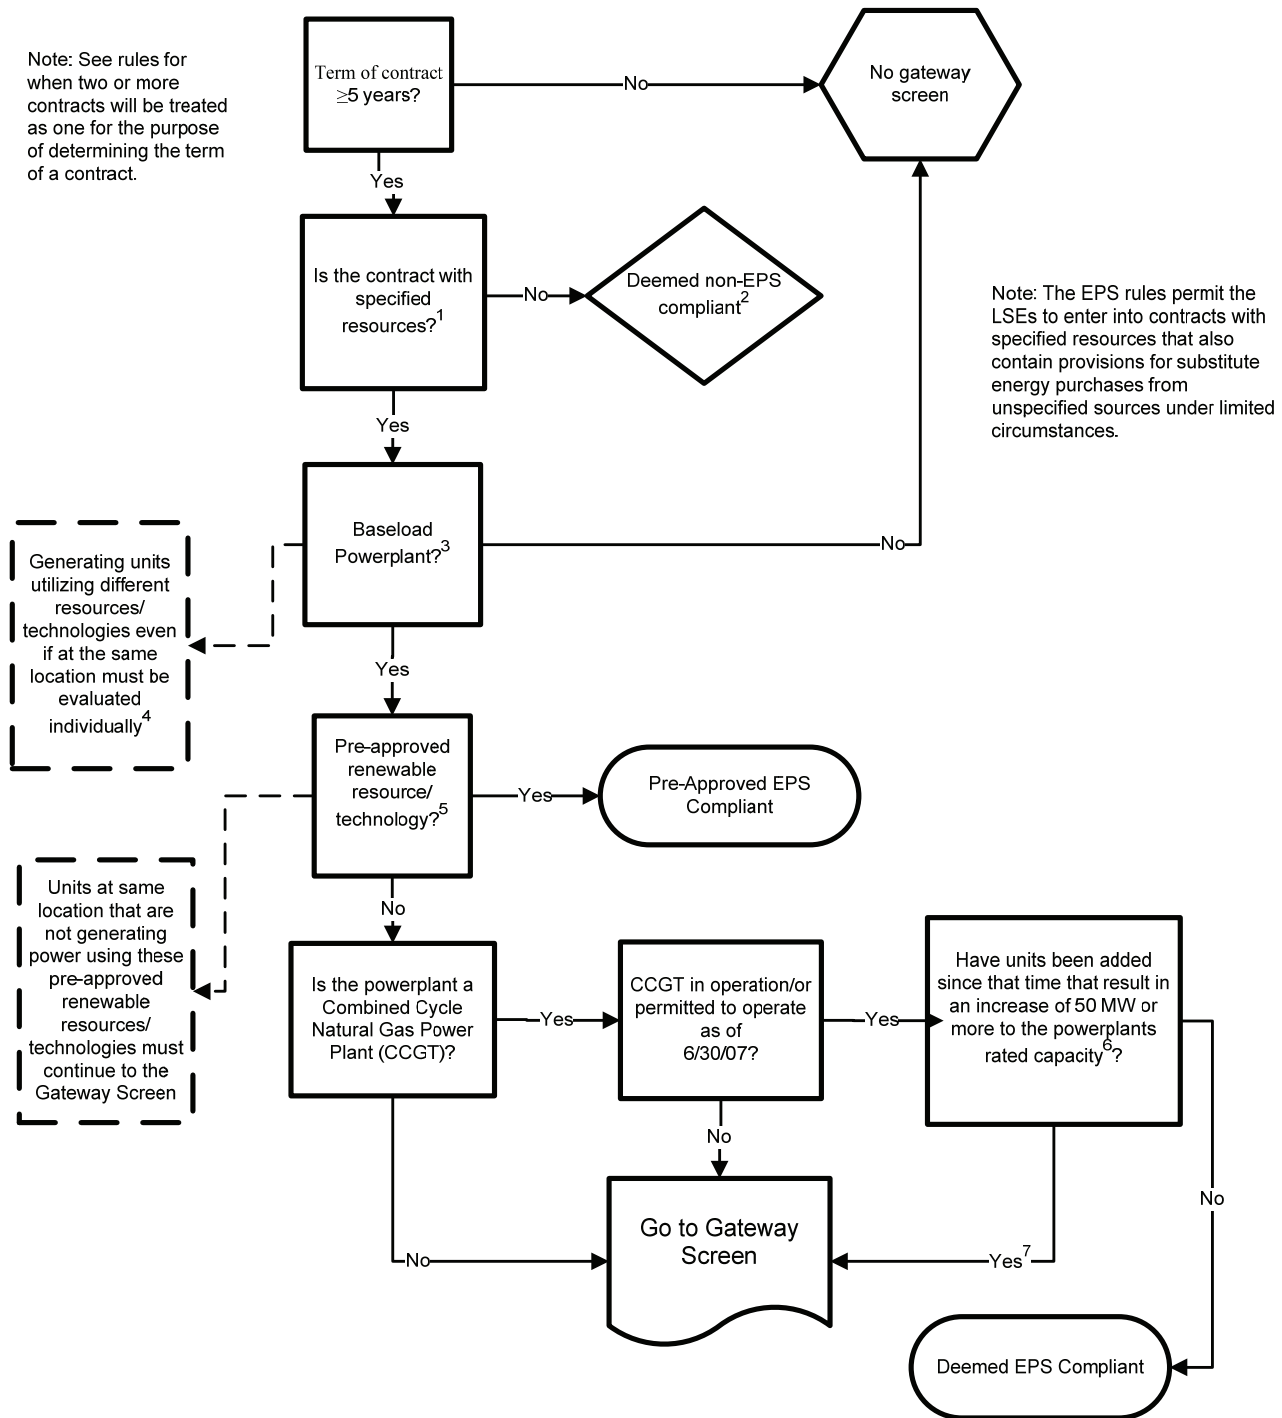 Note: See rules for
when two or more
contracts will be treated
as one for the purpose
of determining the term
of a contract.
Term of contract
≥5 years?
No
No gateway
screen
Yes
Is the contract with
specified
resources?1
No
Deemed non-EPS
compliant2
Note: The EPS rules permit the
LSEs to enter into contracts with
specified resources that also
contain provisions for substitute
energy purchases from
unspecified sources under limited
circumstances.
Yes
Baseload
Powerplant?3
No
Generating units
utilizing different
resources/
technologies even
if at the same
location must be
evaluated
individually4
Yes
Pre-approved
renewable
resource/
technology?5
Yes
Pre-Approved EPS
Compliant
Units at same
location that are
not generating
power using these
pre-approved
renewable
resources/
technologies must
continue to the
Gateway Screen
No
Is the powerplant a
Combined Cycle
Natural Gas Power
Plant (CCGT)?
Yes
CCGT in operation/or
permitted to operate
as of
6/30/07?
Yes
Have units been added
since that time that result in
an increase of 50 MW or
more to the powerplants
rated capacity6?
No
No
Go to Gateway
Screen
No
Yes7
Deemed EPS Compliant